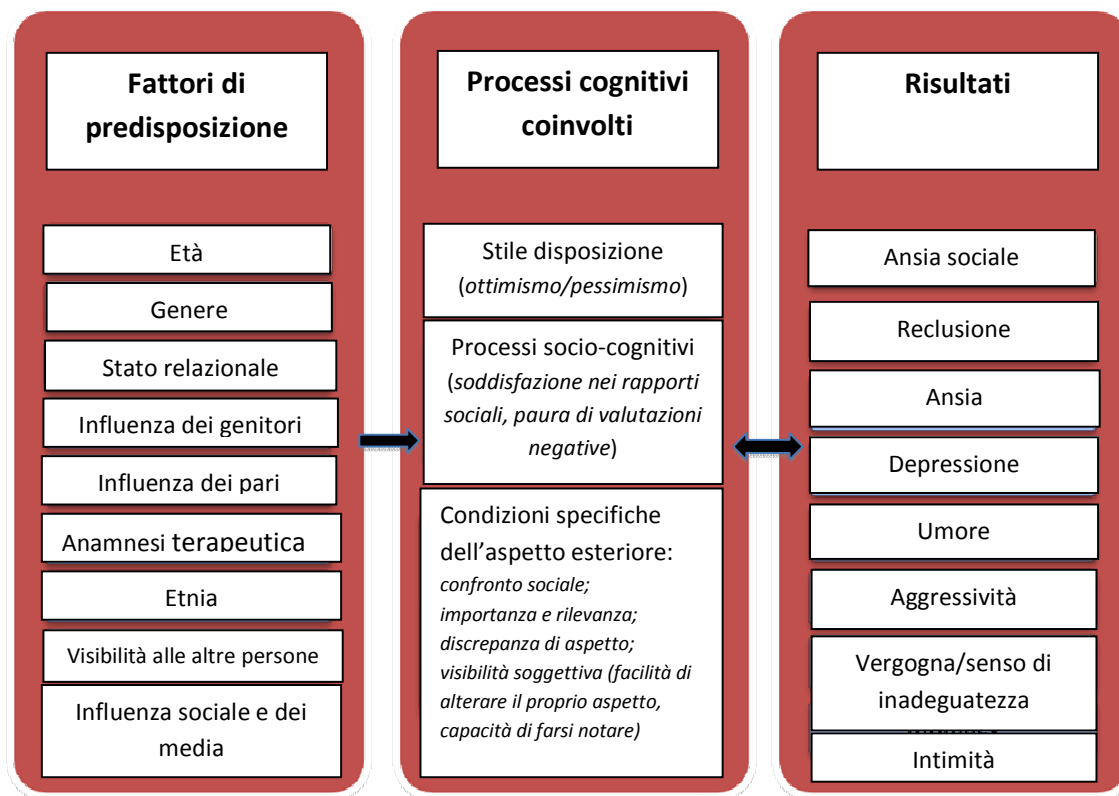 Fattori di
predisposizione
Età
Genere
Stato relazionale
Influenza dei genitori
Influenza dei pari
Anamnesi terapeutica
Etnia
Visibilità alle altre persone
Influenza sociale e dei
media
Processi cognitivi
coinvolti
Stile disposizione
(ottimismo/pessimismo)
Processi socio-cognitivi
(soddisfazione nei rapporti
sociali, paura di valutazioni
negative)
Condizioni specifiche
dell'aspetto esteriore:
confronto sociale;
importanza e rilevanza;
discrepanza di aspetto;
visibilità soggettiva (facilità di
alterare il proprio aspetto,
capacità di farsi notare)
Risultati
Ansia sociale
Reclusione
Ansia
Depressione
Umore
Aggressività
Vergogna/senso di
inadeguatezza
Intimità